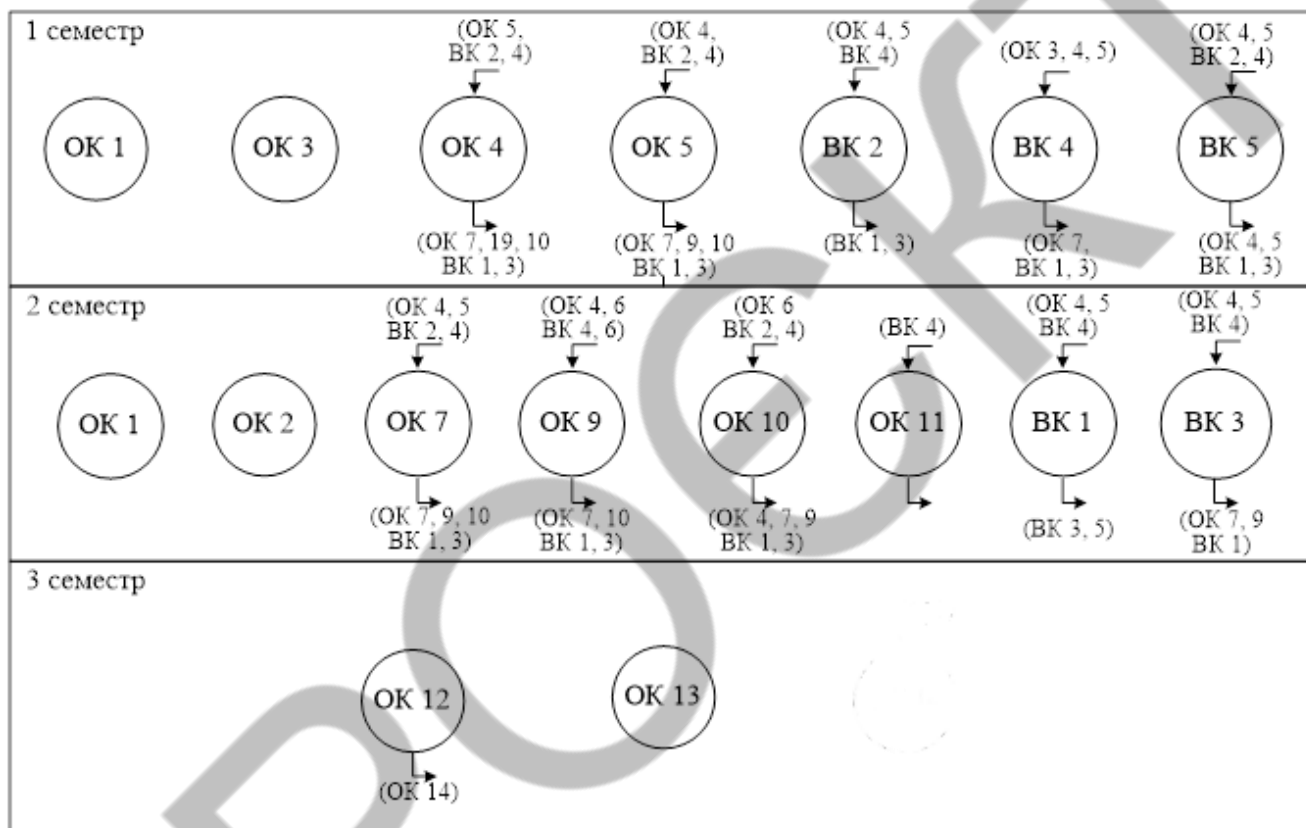 1 семестр
(ОК 5,
ВК 2, 4)
(ОК 4,
ВК 2, 4)
(ОК 4, 5
ВК 4)
(ОК 3, 4, 5)
(ОК 4, 5
ВК 2, 4)
ОК 1
ОК 3
ОК 4
ОК 5
ВК 2
ВК 4
ВК 5
(ОК 7, 19, 10
ВК 1, 3)
(ОК 7, 9, 10
ВК 1, 3)
(ВК 1, 3)
(ОК 7,
ВК 1, 3)
(ОК 4, 5
ВК 1, 3)
2 семестр
(ОК 4, 5
ВК 2, 4)
(ОК 4, 6
ВК 4, 6)
(ОК 6
ВК 2, 4)
(ВК 4)
(ОК 4, 5
ВК 4)
(ОК 4, 5
ВК 4)
ОК 1
ОК 2
ОК 7
ОК 9
ОК 10
ОК 11
ВК 1
ВК 3
(ОК 7, 9, 10
ВК 1, 3)
(ОК 7, 10
ВК 1, 3)
(ОК 4, 7, 9
ВК 1, 3)
(ВК 3, 5)
(ОК 7, 9
ВК 1)
3 семестр
ОК 12
ОК 13
(ОК 14)
ПРОЄКТ